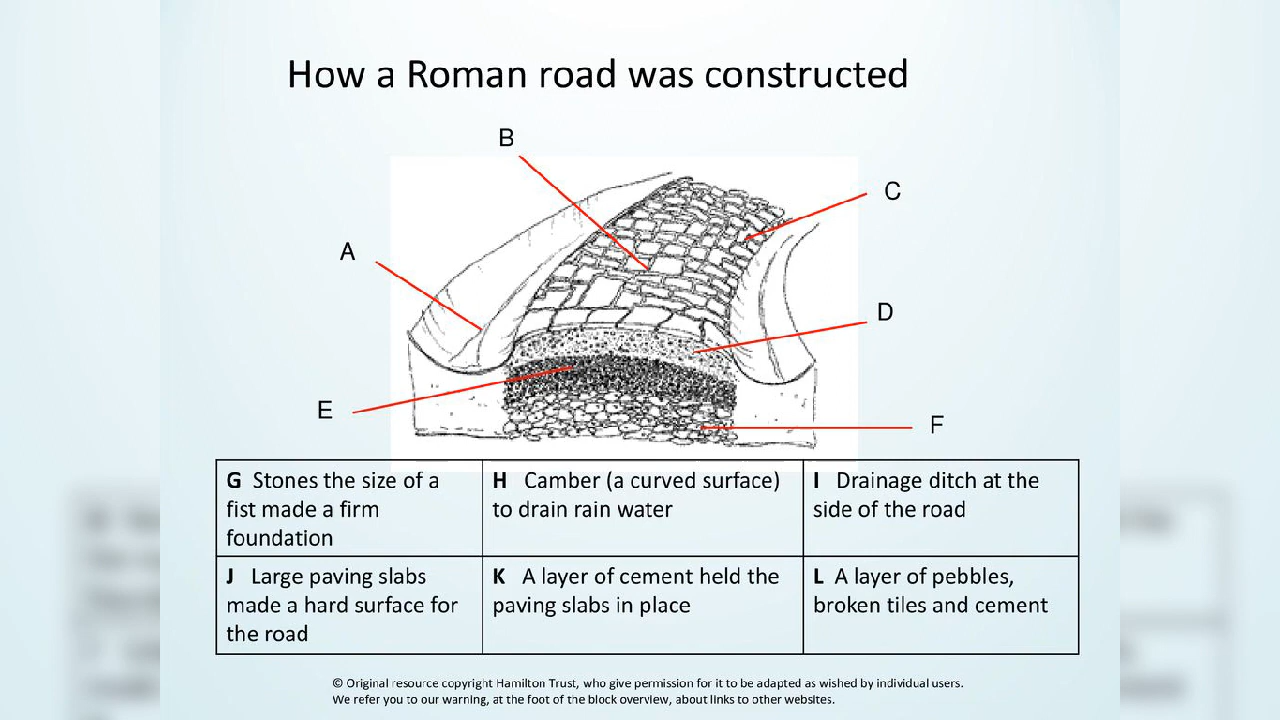 How a Roman road was constructed
B
C
A
D
E
F
G Stones the size of a
fist made a firm
foundation
H Camber (a curved surface)
to drain rain water
I Drainage ditch at the
side of the road
J Large paving slabs
made a hard surface for
the road
K A layer of cement held the
paving slabs in place
L A layer of pebbles,
broken tiles and cement
© Original resource copyright Hamilton Trust, who give permission for it to be adapted as wished by individual users.
We refer you to our warning, at the foot of the block overview, about links to other websites.